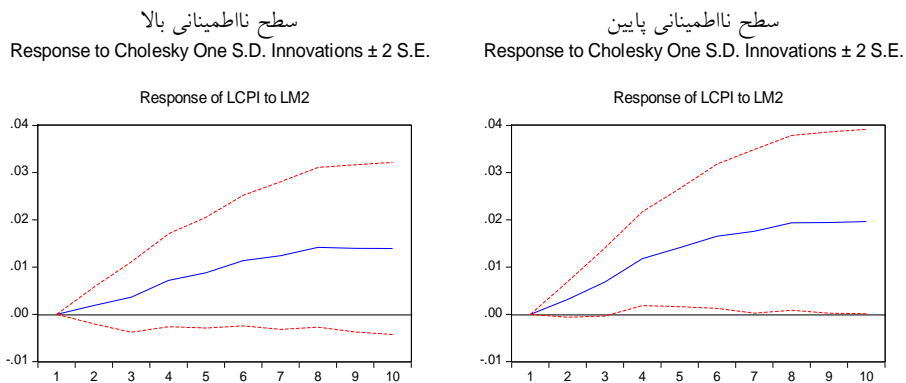 سطح نااطمینانی بالا
Response to Cholesky One S.D. Innovations ± 2 S.E.
Response of LCPI to LM2
.04
.03
.02
.01
.00
-.01
1 2 3 4 5 6 7 8 9 10
سطح نااطمینانی پایین
Response to Cholesky One S.D. Innovations ± 2 S.E.
Response of LCPI to LM2
.04
.03
.02
.01
.00
-.01
1 2 3 4 5 6 7 8 9 10